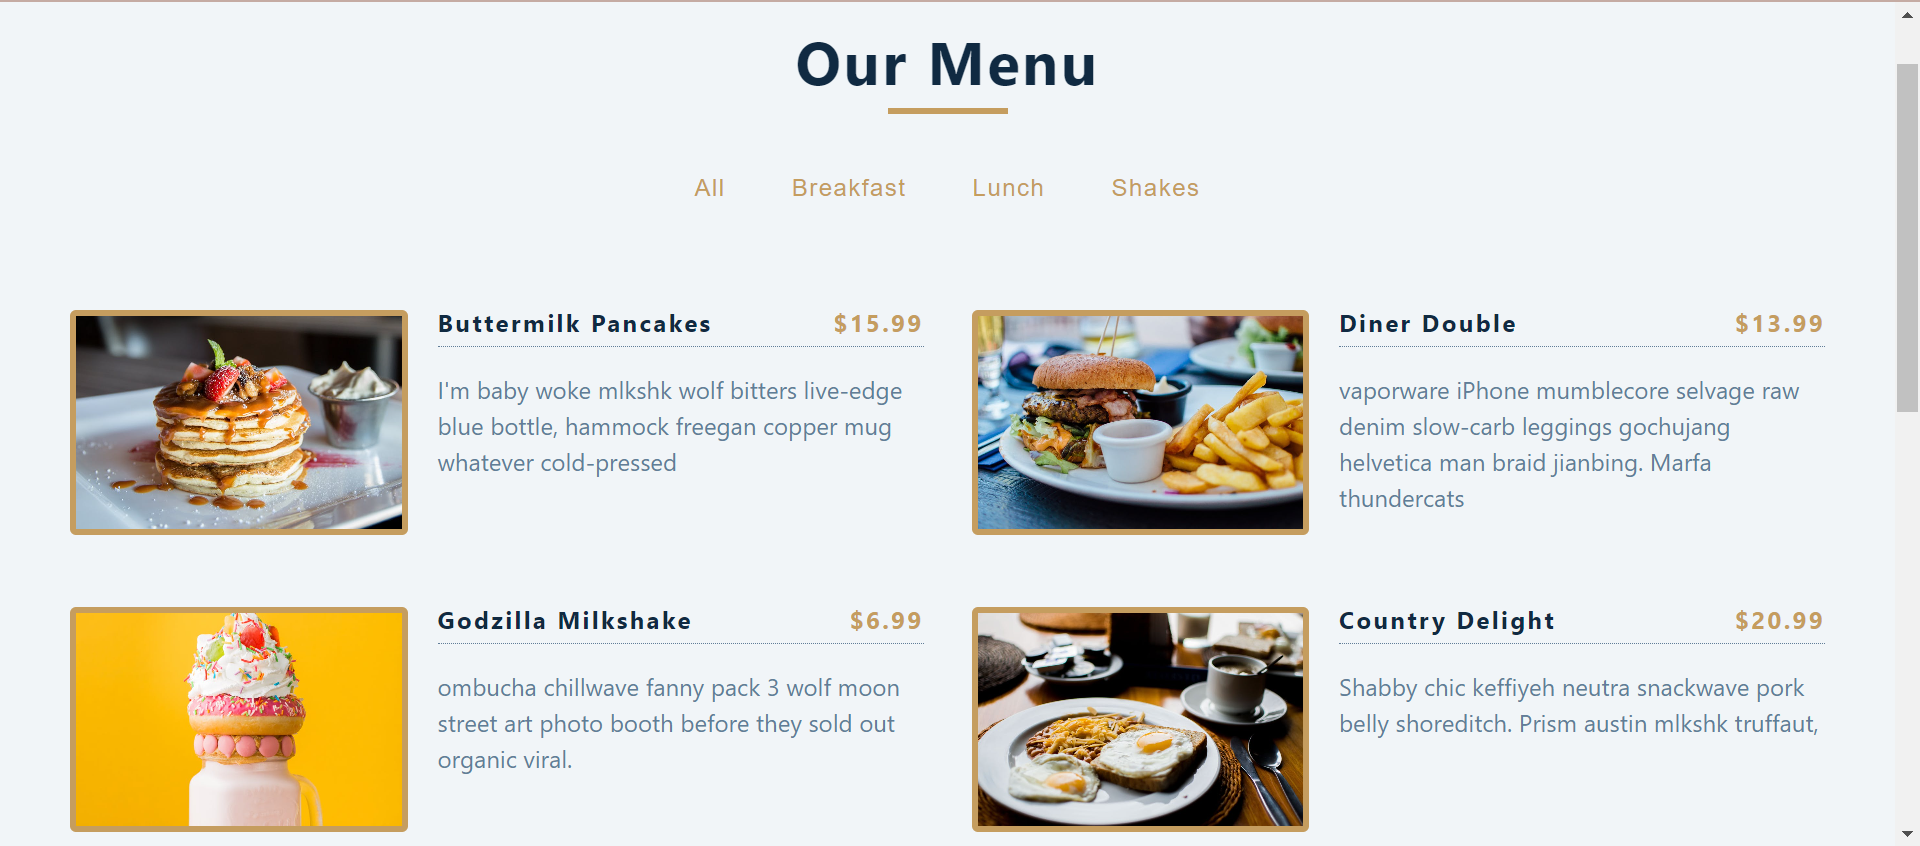 Our Menu
All Breakfast Lunch Shakes
Buttermilk Pancakes $15.99
I'm baby woke mlkshk wolf bitters live-edge
blue bottle, hammock freegan copper mug
whatever cold-pressed
Diner Double $13.99
vaporware iPhone mumblecore selvage raw
denim slow-carb leggings gochujang
helvetica man braid jianbing. Marfa
thundercats
Godzilla Milkshake $6.99
ombucha chillwave fanny pack 3 wolf moon
street art photo booth before they sold out
organic viral.
Country Delight $20.99
Shabby chic keffiyeh neutra snackwave pork
belly shoreditch. Prism austin mlkshk truffaut,